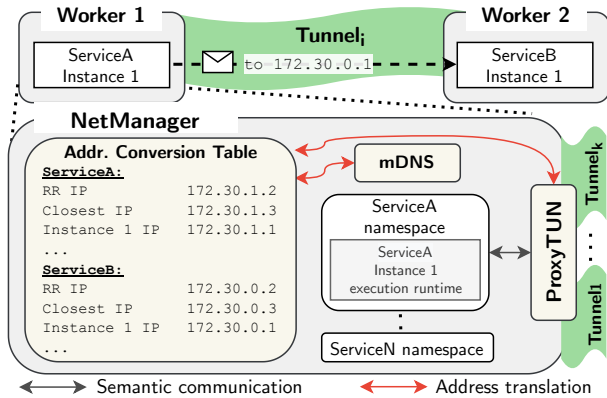 Worker 1
Worker 2
Tunneli
ServiceA
Instance 1
to 172.30.0.1
ServiceB
Instance 1
NetManager
Addr. Conversion Table
ServiceA:
RR IP 172.30.1.2
Closest IP 172.30.1.3
Instance 1 IP 172.30.1.1
...
ServiceB:
RR IP 172.30.0.2
Closest IP 172.30.0.3
Instance 1 IP 172.30.0.1
...
mDNS
ServiceA
namespace
ServiceA
Instance 1
execution runtime
ServiceN namespace
ProxyTUN
Tunnelk
Tunnel1
Semantic communication
Address translation